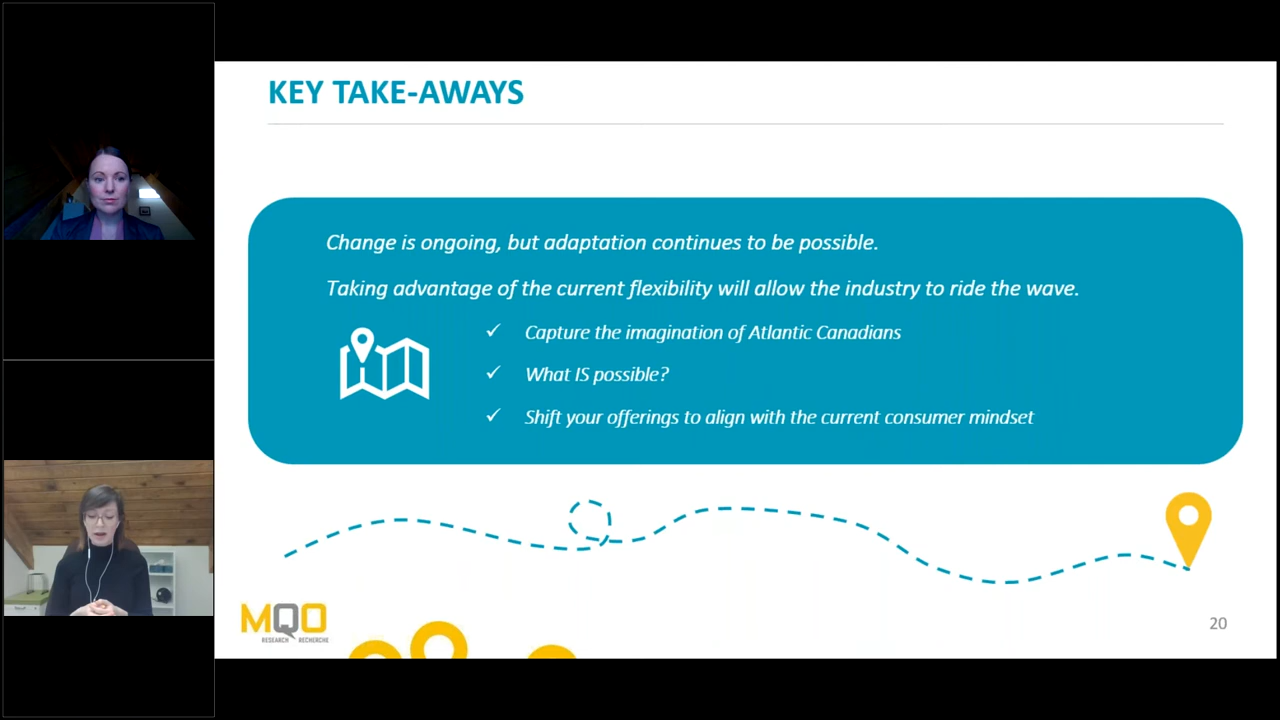 KEY TAKE-AWAYS
Change is ongoing, but adaptation continues to be possible.
Taking advantage of the current flexibility will allow the industry to ride the wave.
✓ Capture the imagination of Atlantic Canadians
✓ What IS possible?
✓ Shift your offerings to align with the current consumer mindset
MQO
RESEARCH RECHERCHE
20